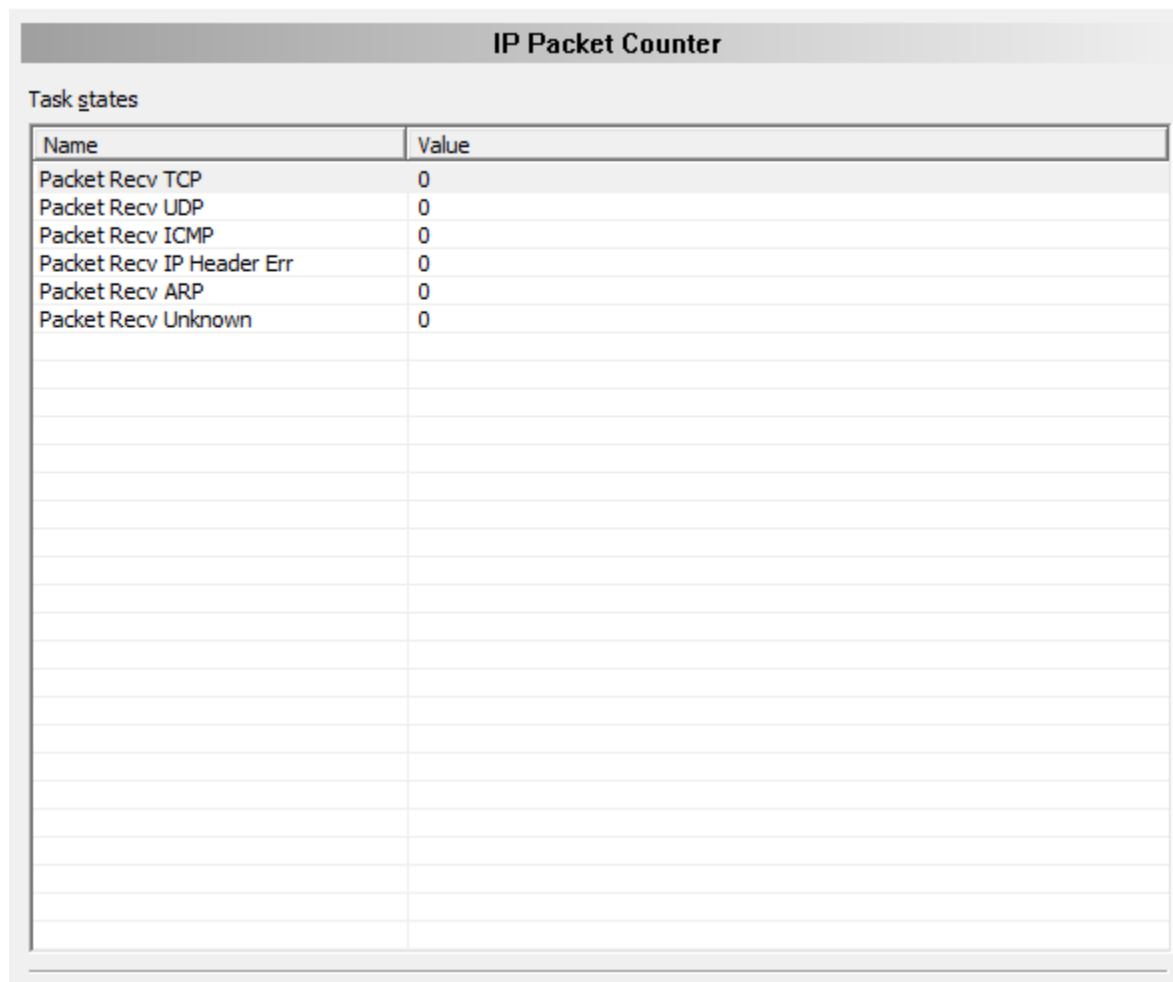 IP Packet Counter
Task states
Name Value
Packet Recv TCP 0
Packet Recv UDP 0
Packet Recv ICMP 0
Packet Recv IP Header Err 0
Packet Recv ARP 0
Packet Recv Unknown 0